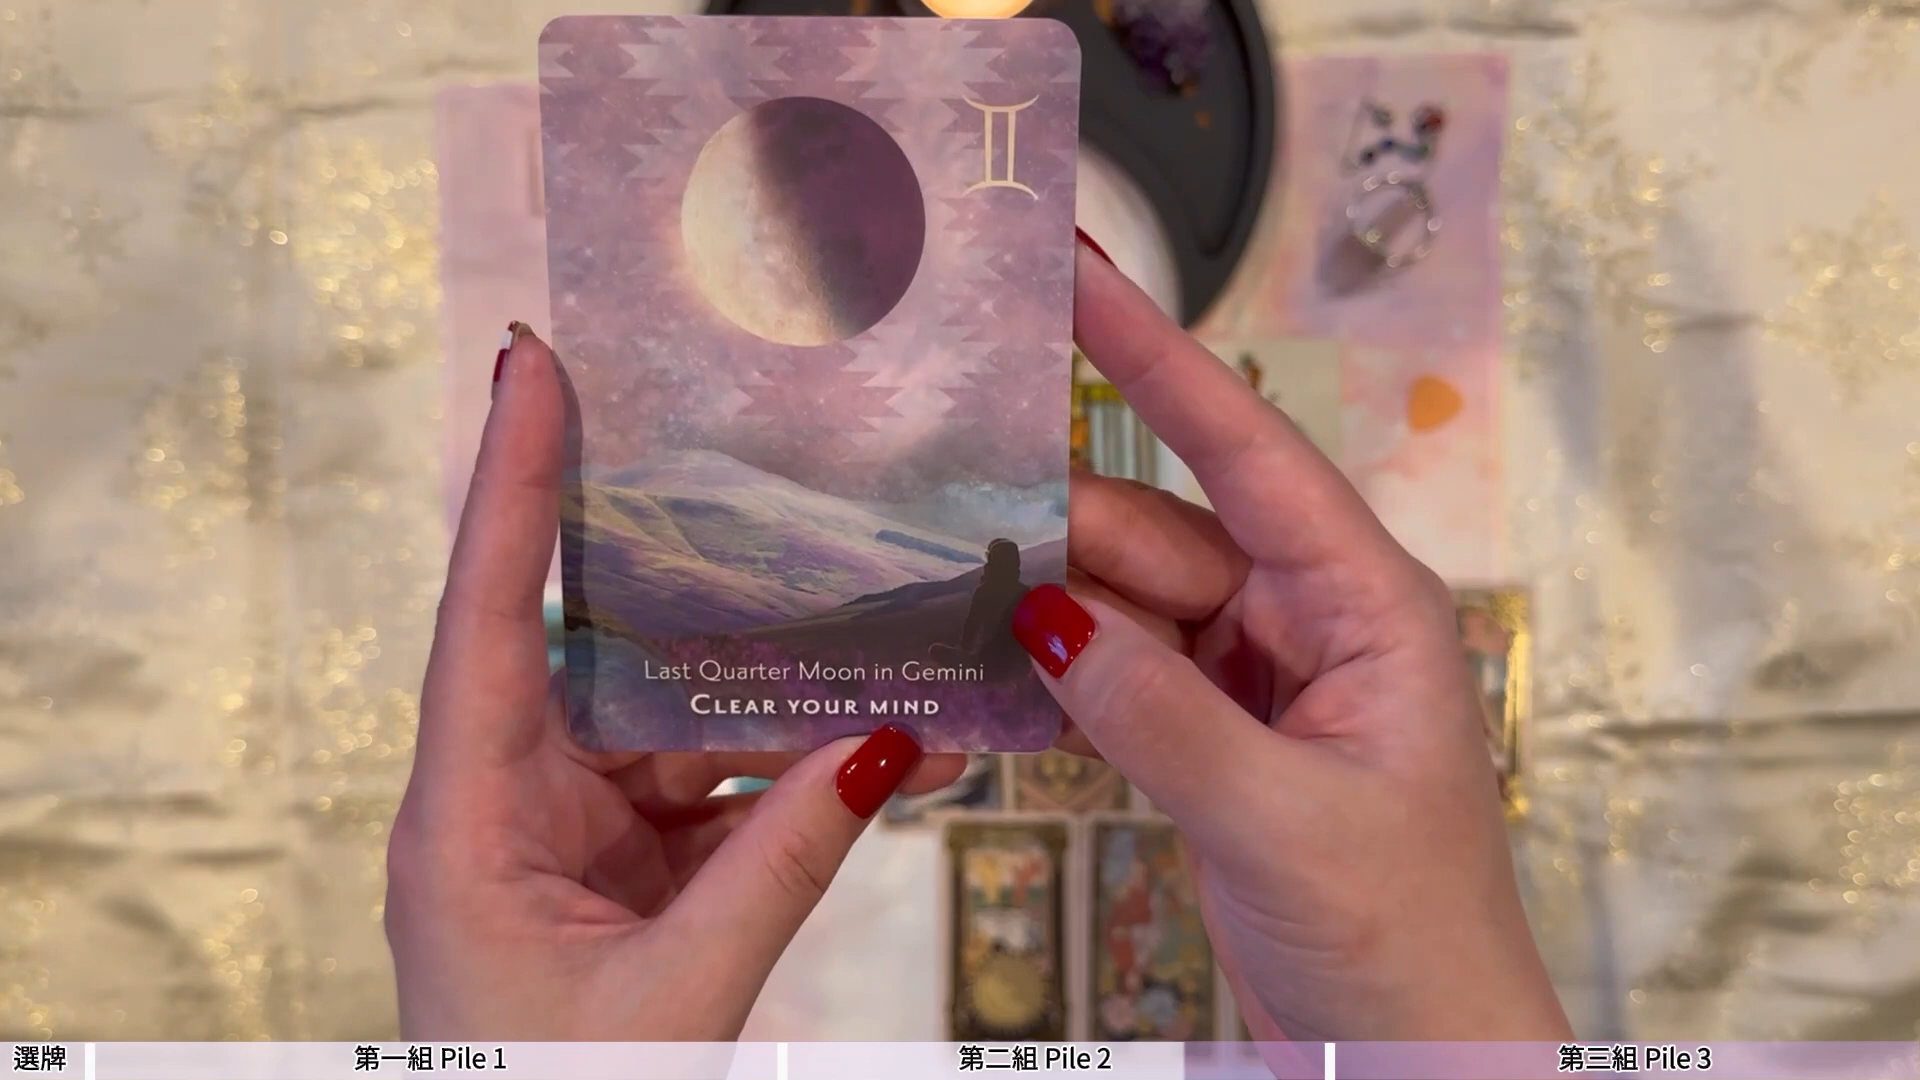 Last Quarter Moon in Gemini
CLEAR YOUR MIND
選牌
第一組 Pile 1
第二組 Pile 2
第三組 Pile 3